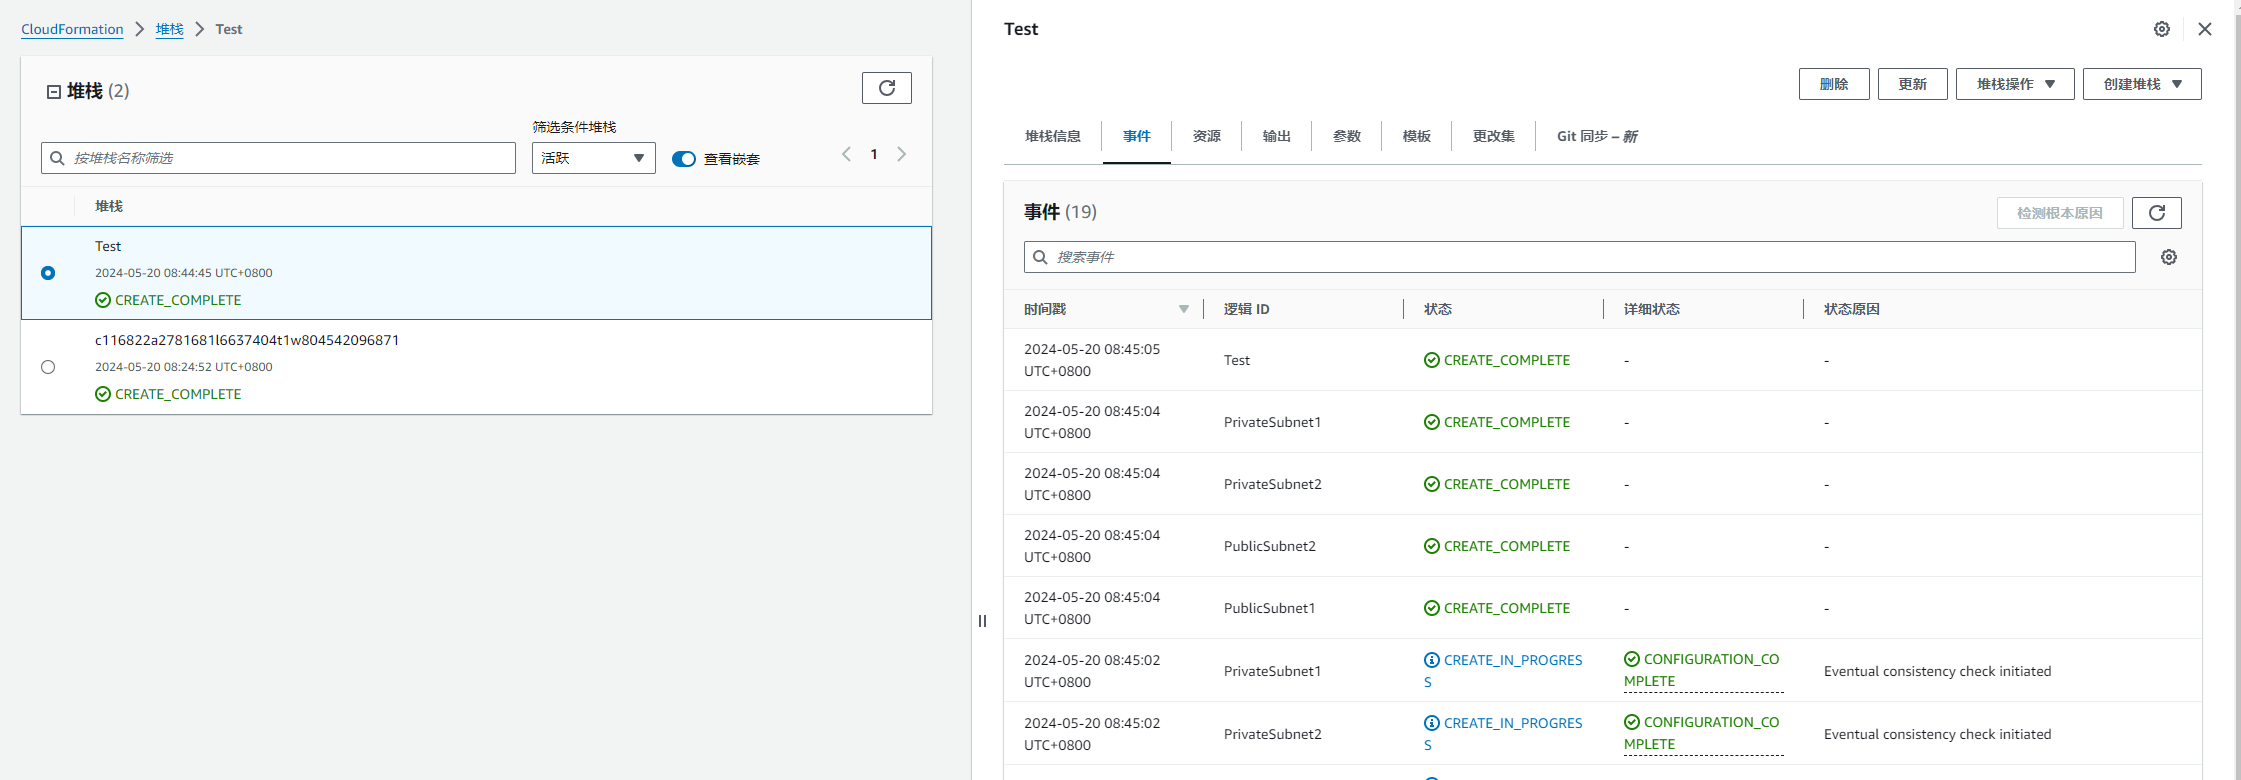 CloudFormation > 堆栈 > Test
堆栈 (2)
筛选条件堆栈
按堆栈名称筛选
活跃
查看嵌套
1
堆栈
Test
2024-05-20 08:44:45 UTC+0800
CREATE_COMPLETE
c116822a2781681l6637404t1w804542096871
2024-05-20 08:24:52 UTC+0800
CREATE_COMPLETE
Test
删除 更新 堆栈操作 创建堆栈
堆栈信息 事件 资源 输出 参数 模板 更改集 Git 同步 – 新
事件 (19)
检测根本原因
搜索事件
时间戳 逻辑 ID 状态 详细状态 状态原因
2024-05-20 08:45:05
UTC+0800
Test CREATE_COMPLETE - -
2024-05-20 08:45:04
UTC+0800
PrivateSubnet1 CREATE_COMPLETE - -
2024-05-20 08:45:04
UTC+0800
PrivateSubnet2 CREATE_COMPLETE - -
2024-05-20 08:45:04
UTC+0800
PublicSubnet2 CREATE_COMPLETE - -
2024-05-20 08:45:04
UTC+0800
PublicSubnet1 CREATE_COMPLETE - -
2024-05-20 08:45:02
UTC+0800
PrivateSubnet1
CREATE_IN_PROGRES
S
CONFIGURATION_CO
MPLETE
Eventual consistency check initiated
2024-05-20 08:45:02
UTC+0800
PrivateSubnet2
CREATE_IN_PROGRES
S
CONFIGURATION_CO
MPLETE
Eventual consistency check initiated